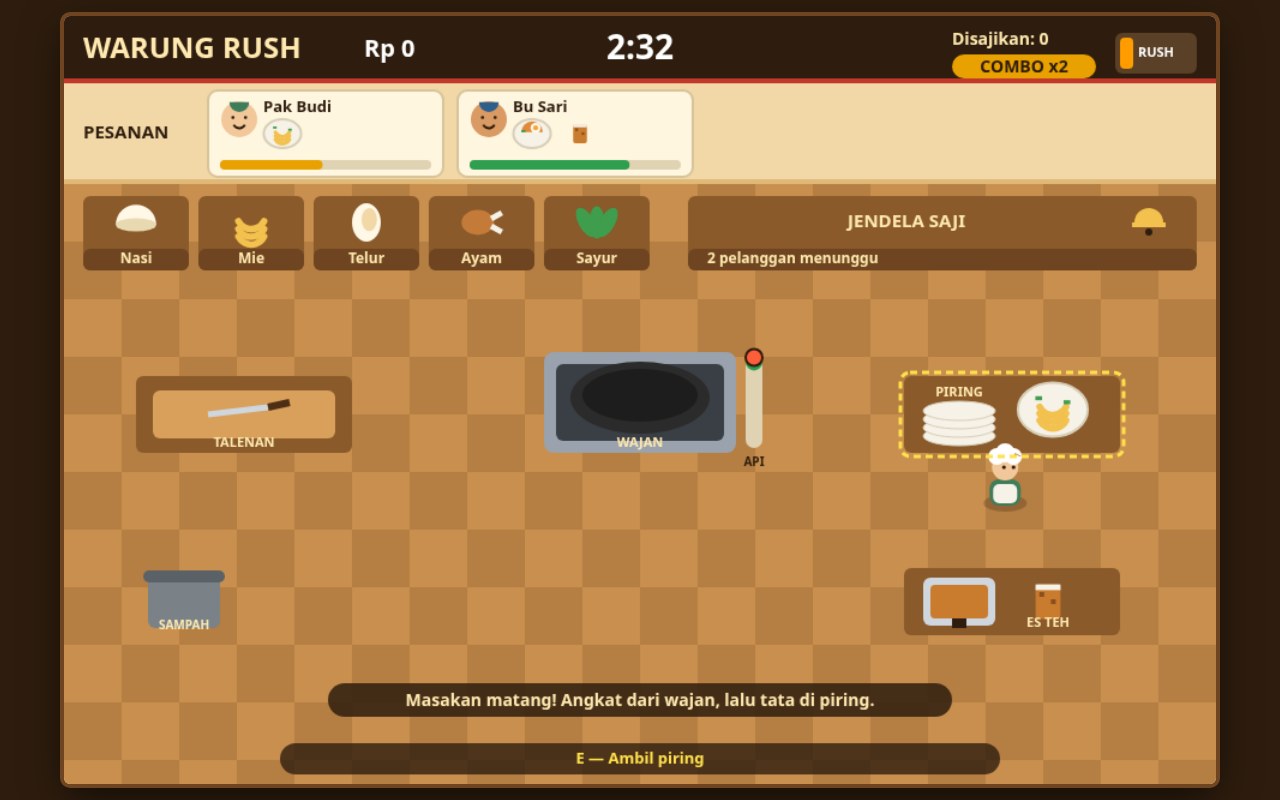 WARUNG RUSH
Rp 0
2:32
Disajikan: 0
COMBO x2
RUSH
PESANAN
Pak Budi
Bu Sari
Nasi
Mie
Telur
Ayam
Sayur
JENDELA SAJI
2 pelanggan menunggu
TALENAN
WAJAN
API
PIRING
SAMPAH
ES TEH
Masakan matang! Angkat dari wajan, lalu tata di piring.
E — Ambil piring